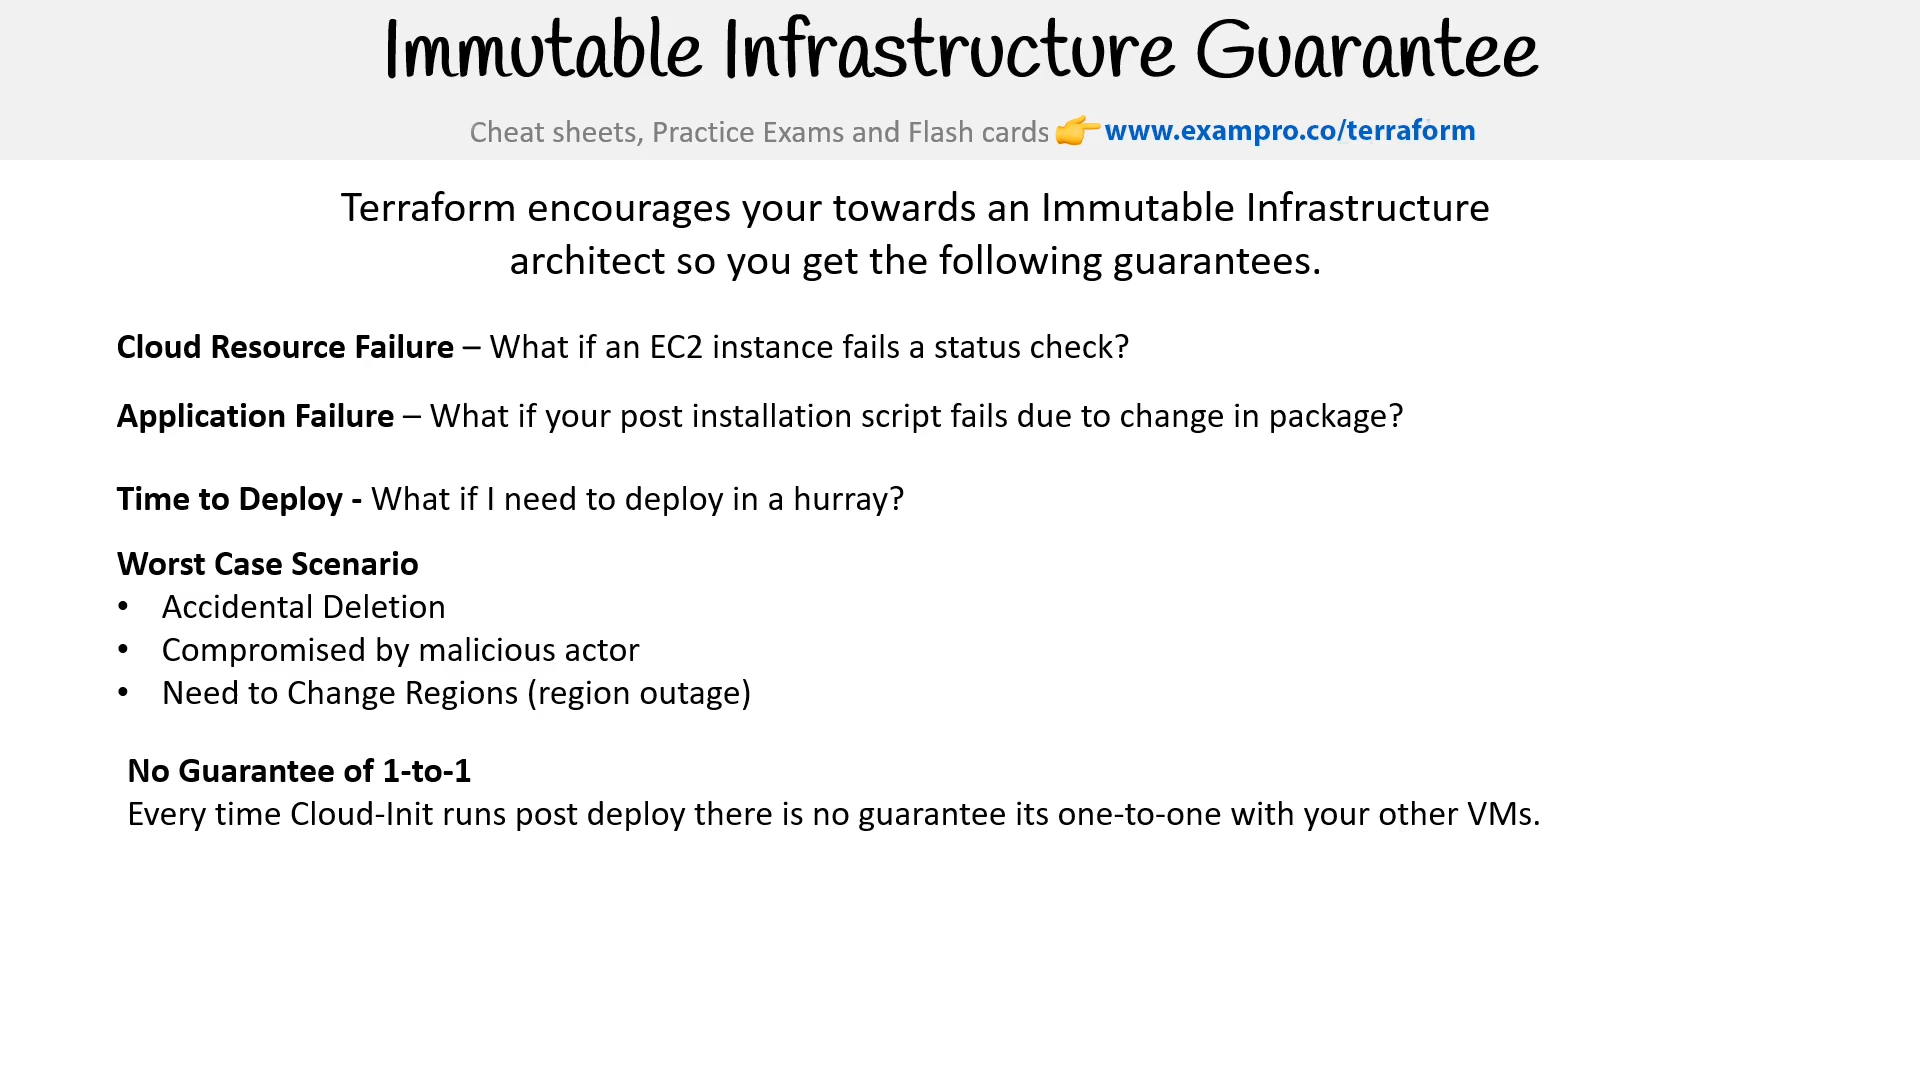 Immutable Infrastructure Guarantee
Cheat sheets, Practice Exams and Flash cards 👉 www.exampro.co/terraform
Terraform encourages your towards an Immutable Infrastructure
architect so you get the following guarantees.
Cloud Resource Failure – What if an EC2 instance fails a status check?
Application Failure – What if your post installation script fails due to change in package?
Time to Deploy - What if I need to deploy in a hurray?
Worst Case Scenario
• Accidental Deletion
• Compromised by malicious actor
• Need to Change Regions (region outage)
No Guarantee of 1-to-1
Every time Cloud-Init runs post deploy there is no guarantee its one-to-one with your other VMs.